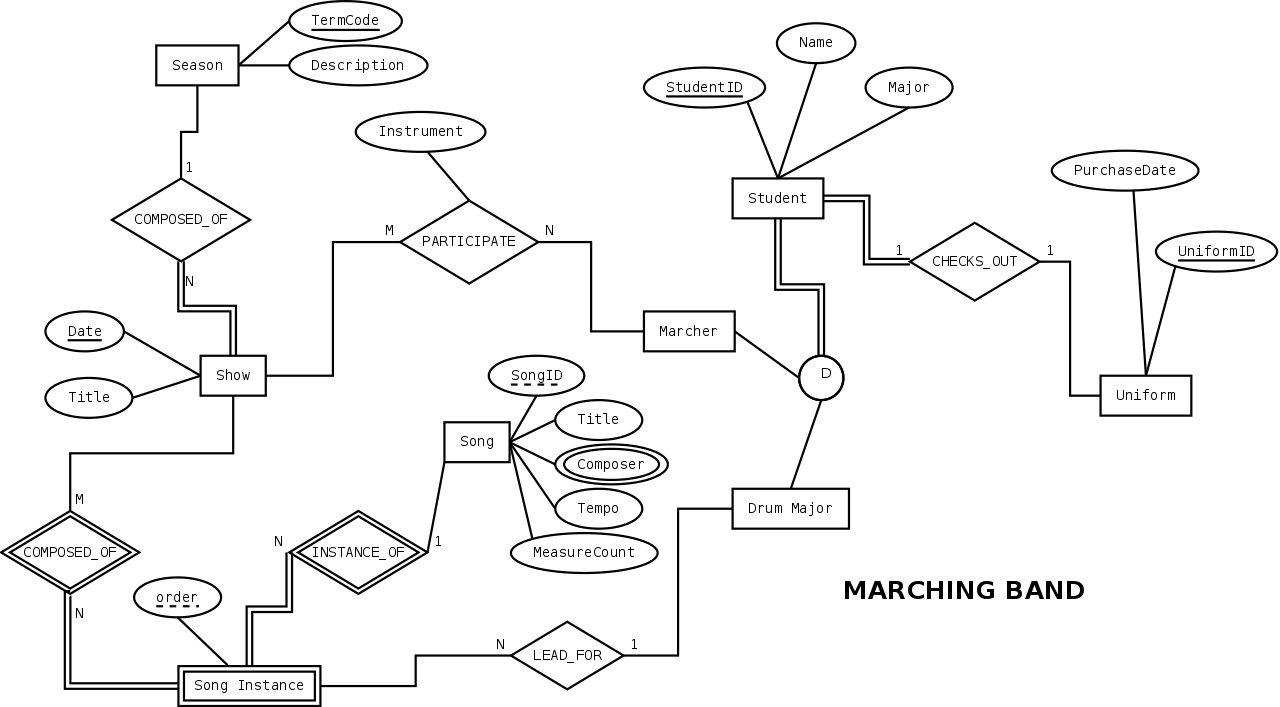 TermCode
Season
Description
Name
StudentID
Major
Instrument
1
COMPOSED_OF
N
M
PARTICIPATE
N
Student
1
CHECKS_OUT
1
PurchaseDate
UniformID
Date
Title
Show
Marcher
D
Uniform
SongID
Song
Title
Composer
Tempo
MeasureCount
Drum Major
M
COMPOSED_OF
N
N
INSTANCE_OF
1
order
MARCHING BAND
Song Instance
N
LEAD_FOR
1